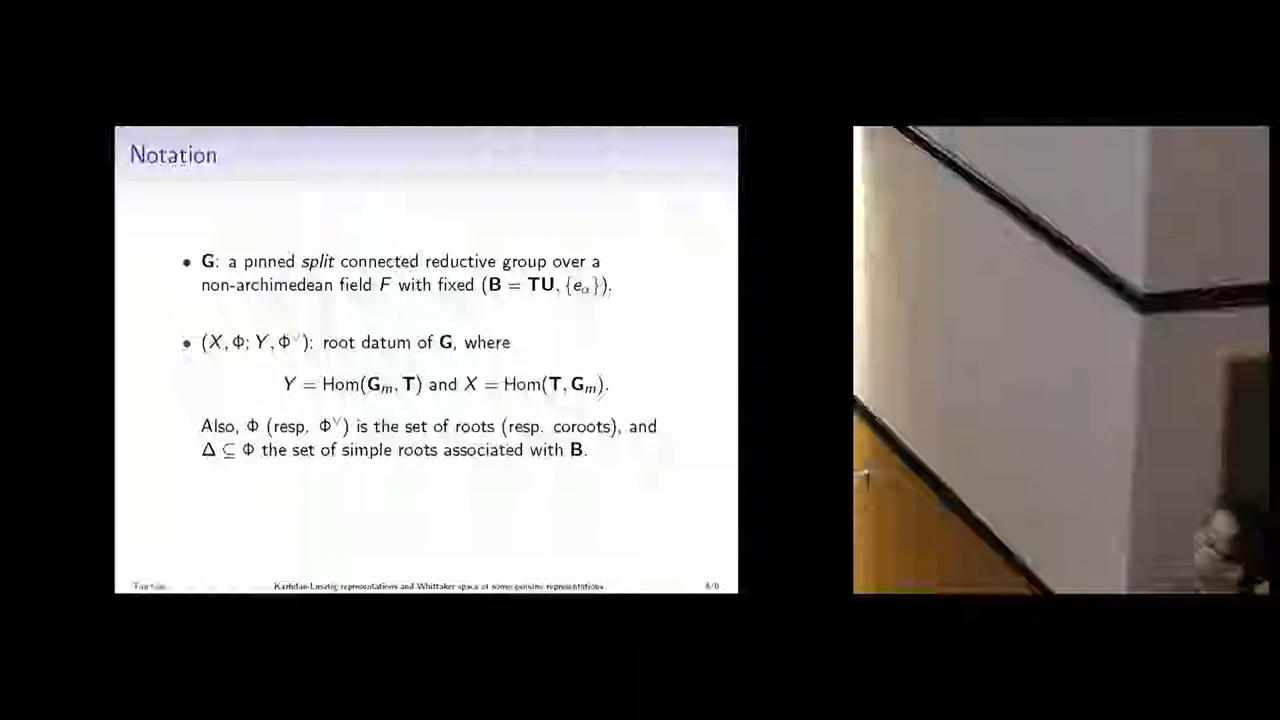 Notation
• G: a pinned split connected reductive group over a
non-archimedean field F with fixed (B = TU, {e_α}).
• (X, Φ; Y, Φ^∨): root datum of G, where
Y = Hom(G_m, T) and X = Hom(T, G_m).
Also, Φ (resp. Φ^∨) is the set of roots (resp. coroots), and
Δ ⊆ Φ the set of simple roots associated with B.
Kazhdan-Lusztig representations and Whittaker space of some genuine representations